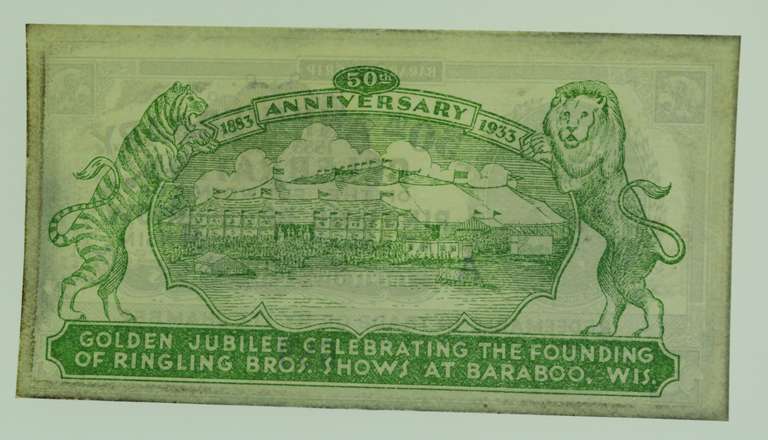 50th
ANNIVERSARY
1883 1933
GOLDEN JUBILEE CELEBRATING THE FOUNDING
OF RINGLING BROS. SHOWS AT BARABOO, WIS.